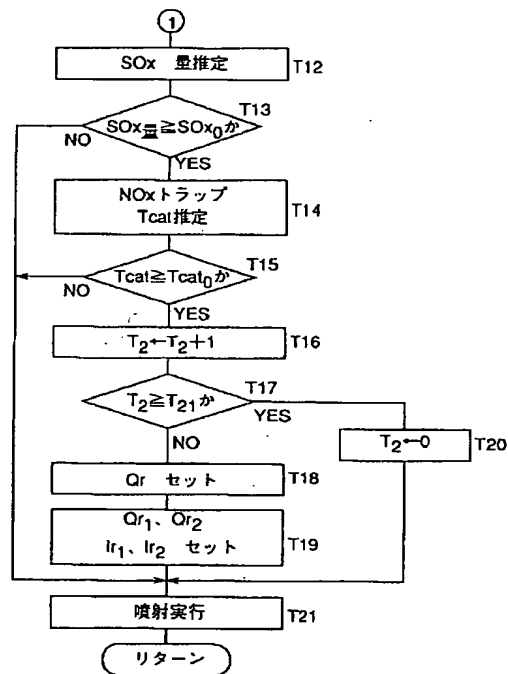 1
SOx 量推定
T12
T13
SOx量≧SOx0か
NO
YES
NOxトラップ
Tcat推定
T14
T15
Tcat≧Tcat0か
NO
YES
T2←T2+1
T16
T17
T2≧T21か
YES
NO
T2←0
T20
Qr セット
T18
Qr1、Qr2
Ir1、Ir2 セット
T19
噴射実行
T21
リターン